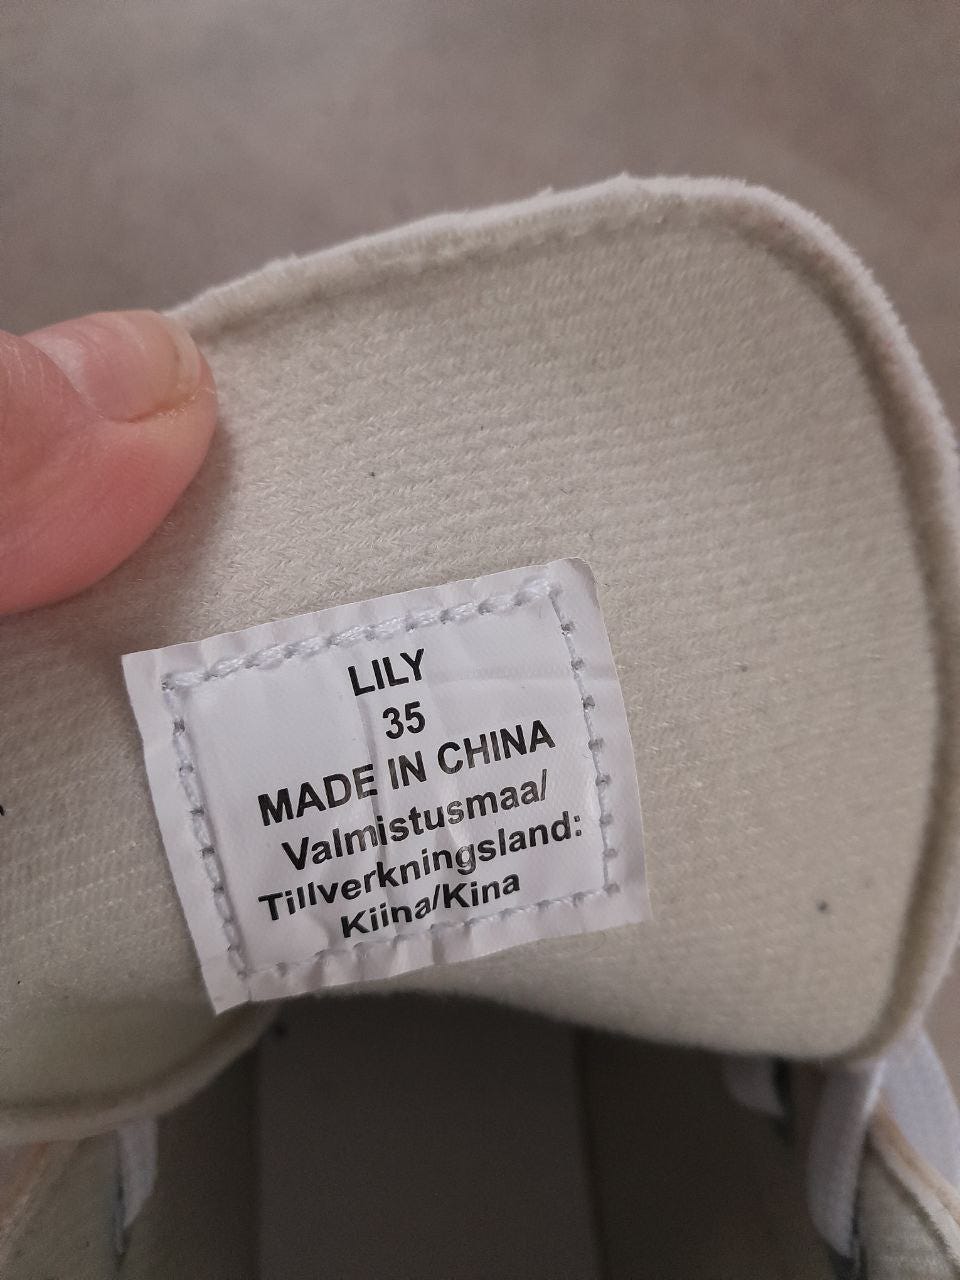 LILY
35
MADE IN CHINA
Valmistusmaa/
Tillverkningsland:
Kiina/Kina